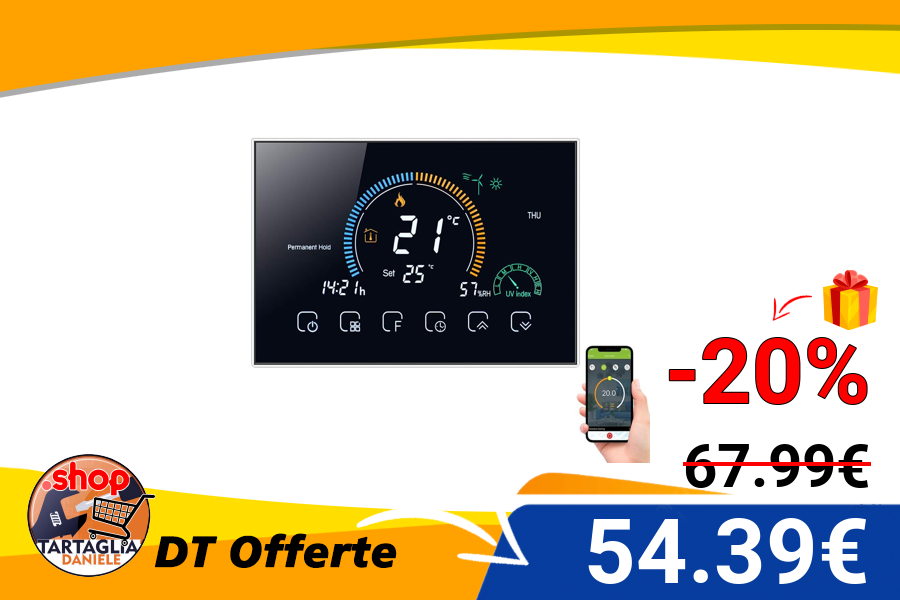 THU
21°C
Permanent Hold
Set 25°C
14:21h
57%RH
UV Index
F
20.0
-20%
67.99€
54.39€
.shop
TARTAGLIA
DANIELE
DT Offerte